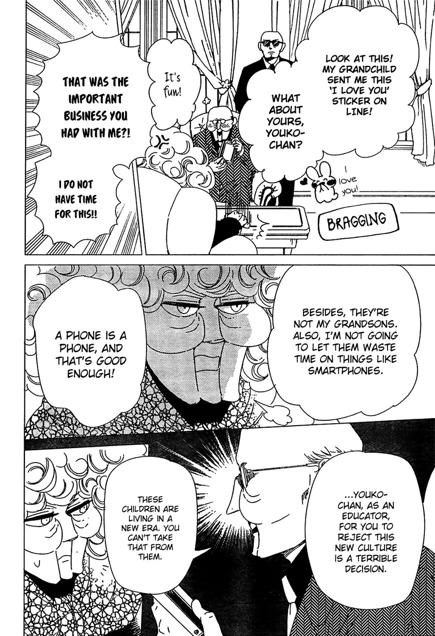 LOOK AT THIS!
MY GRANDCHILD
SENT ME THIS
'I LOVE YOU'
STICKER ON
LINE!
WHAT
ABOUT
YOURS,
YOUKO-
CHAN?
It's
fun!
THAT WAS THE
IMPORTANT
BUSINESS YOU
HAD WITH ME?!
I DO NOT
HAVE TIME
FOR THIS!!
I
love
you!
BRAGGING
BESIDES, THEY'RE
NOT MY GRANDSONS.
ALSO, I'M NOT GOING
TO LET THEM WASTE
TIME ON THINGS LIKE
SMARTPHONES.
A PHONE IS A
PHONE, AND
THAT'S GOOD
ENOUGH!
...YOUKO-
CHAN, AS AN
EDUCATOR,
FOR YOU TO
REJECT THIS
NEW CULTURE
IS A TERRIBLE
DECISION.
THESE
CHILDREN ARE
LIVING IN A
NEW ERA. YOU
CAN'T TAKE
THAT FROM
THEM.